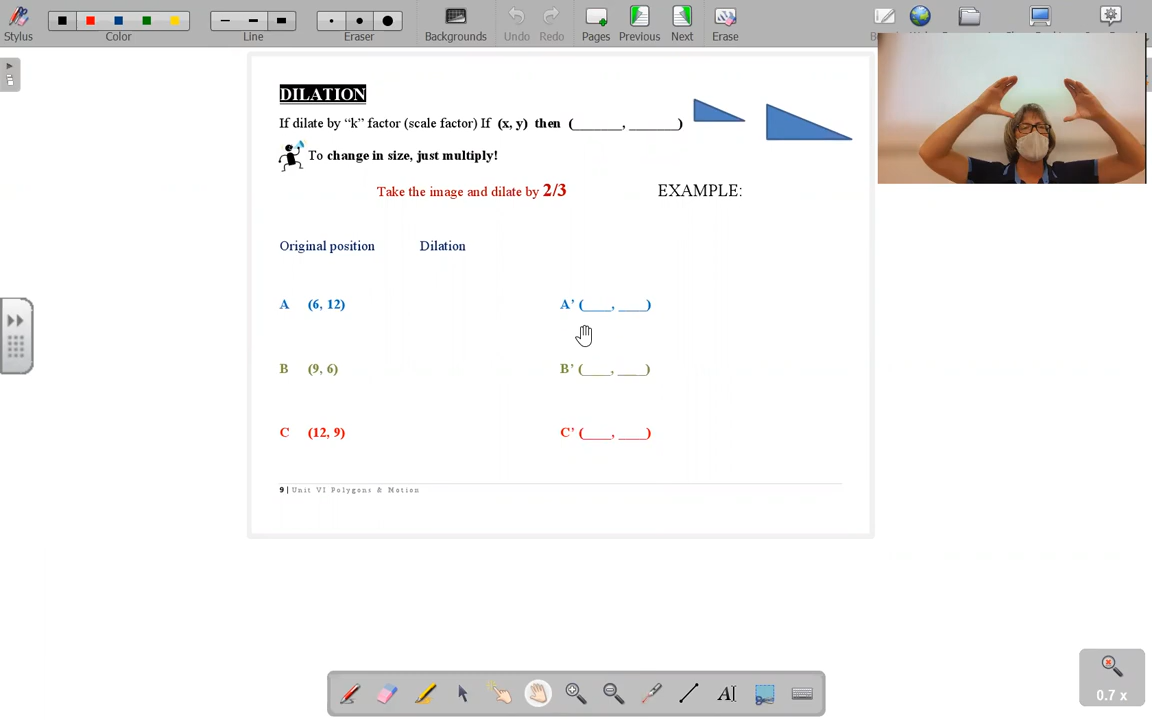 Stylus Color Line Eraser Backgrounds Undo Redo Pages Previous Next Erase
DILATION
If dilate by “k” factor (scale factor) If (x, y) then (_______, _______)
To change in size, just multiply!
Take the image and dilate by 2/3 EXAMPLE:
Original position Dilation
A (6, 12) A’ (____, ____)
B (9, 6) B’ (____, ____)
C (12, 9) C’ (____, ____)
9 | Unit VI Polygons & Motion
0.7 x